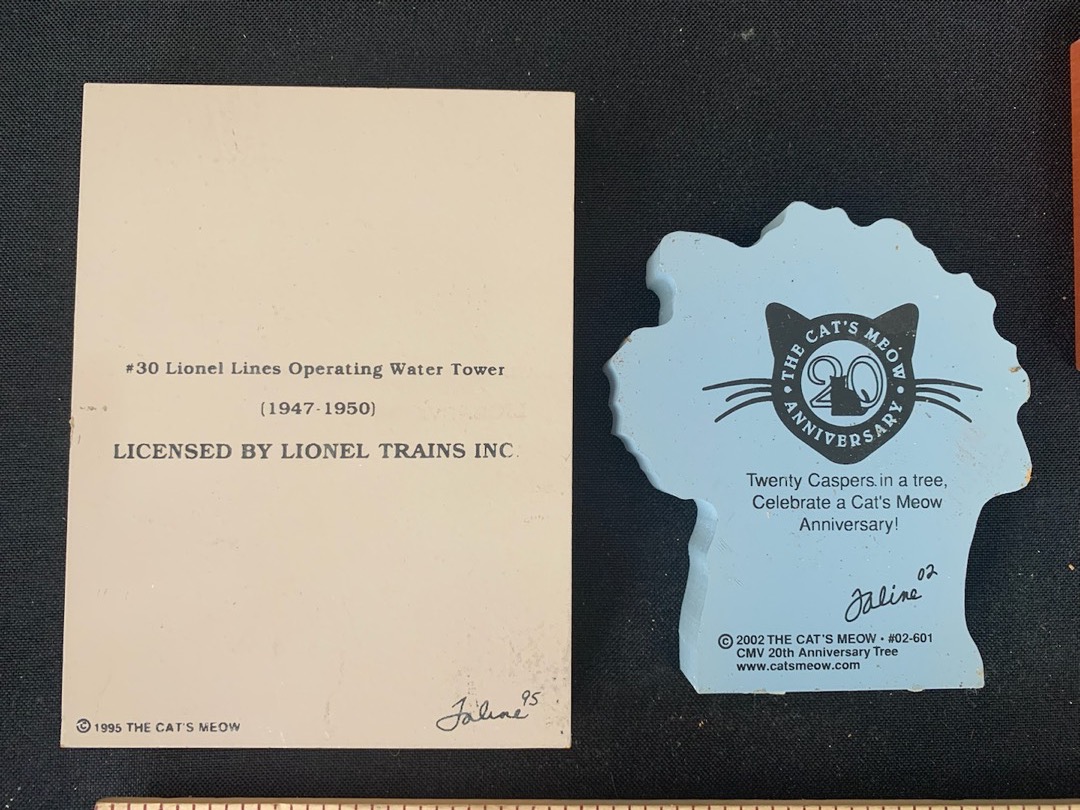 #30 Lionel Lines Operating Water Tower
(1947-1950)
LICENSED BY LIONEL TRAINS INC.
© 1995 THE CAT'S MEOW
Faline 95
THE CAT'S MEOW
20
ANNIVERSARY
Twenty Caspers in a tree,
Celebrate a Cat's Meow
Anniversary!
Faline 02
© 2002 THE CAT'S MEOW • #02-601
CMV 20th Anniversary Tree
www.catsmeow.com